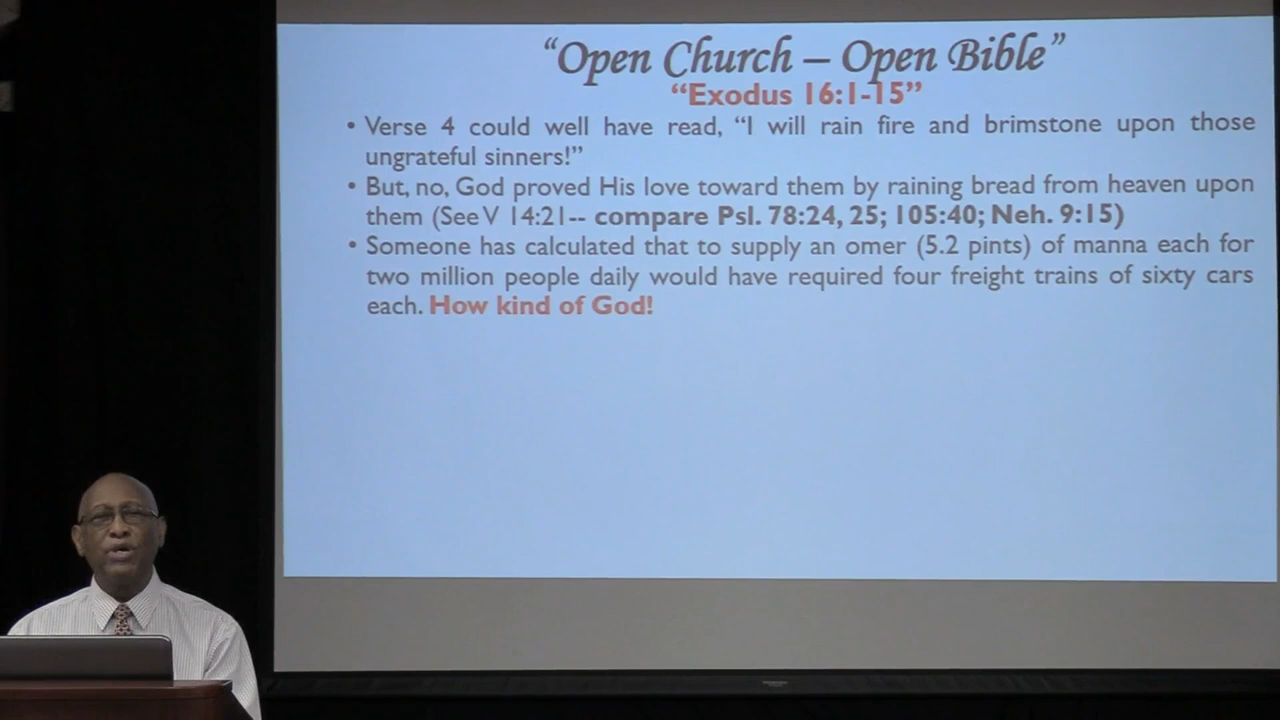 “Open Church – Open Bible”
“Exodus 16:1-15”
• Verse 4 could well have read, “I will rain fire and brimstone upon those
ungrateful sinners!”
• But, no, God proved His love toward them by raining bread from heaven upon
them (See V 14:21-- compare Psl. 78:24, 25; 105:40; Neh. 9:15)
• Someone has calculated that to supply an omer (5.2 pints) of manna each for
two million people daily would have required four freight trains of sixty cars
each. How kind of God!